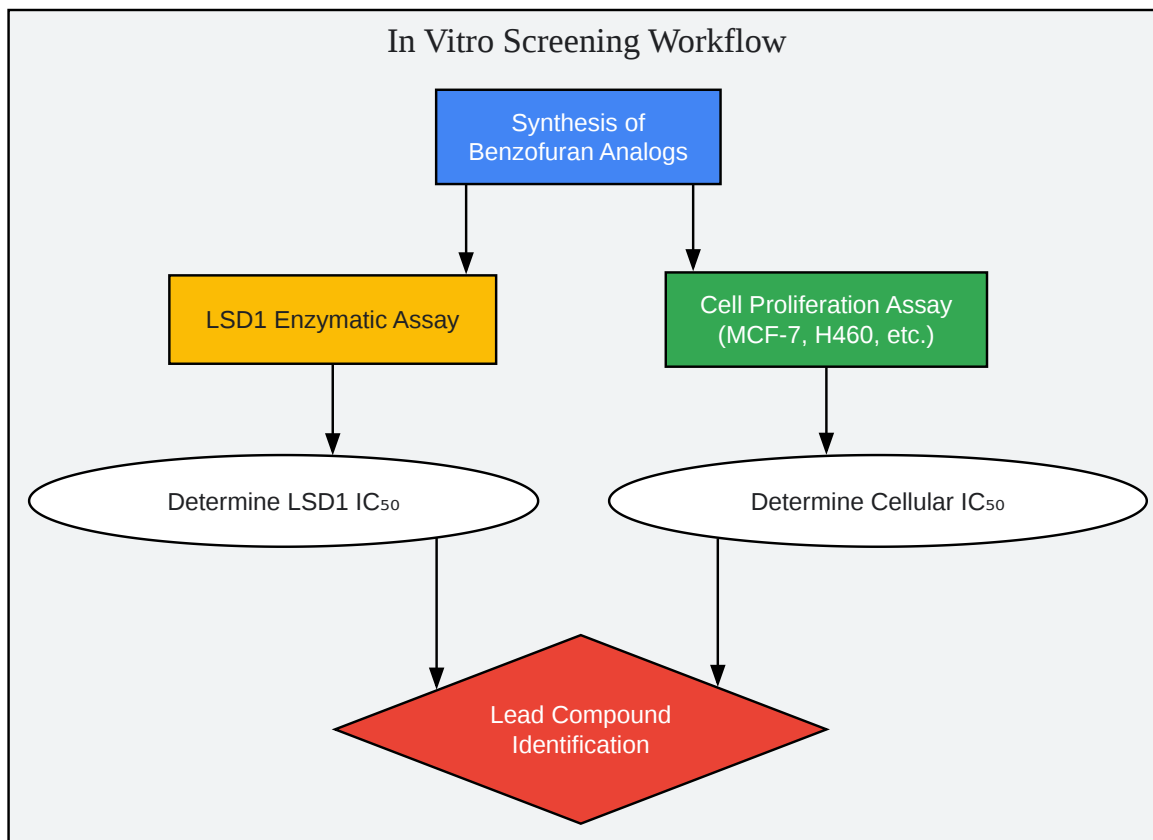 In Vitro Screening Workflow
Synthesis of
Benzofuran Analogs
LSD1 Enzymatic Assay
Cell Proliferation Assay
(MCF-7, H460, etc.)
Determine LSD1 IC₅₀
Determine Cellular IC₅₀
Lead Compound
Identification